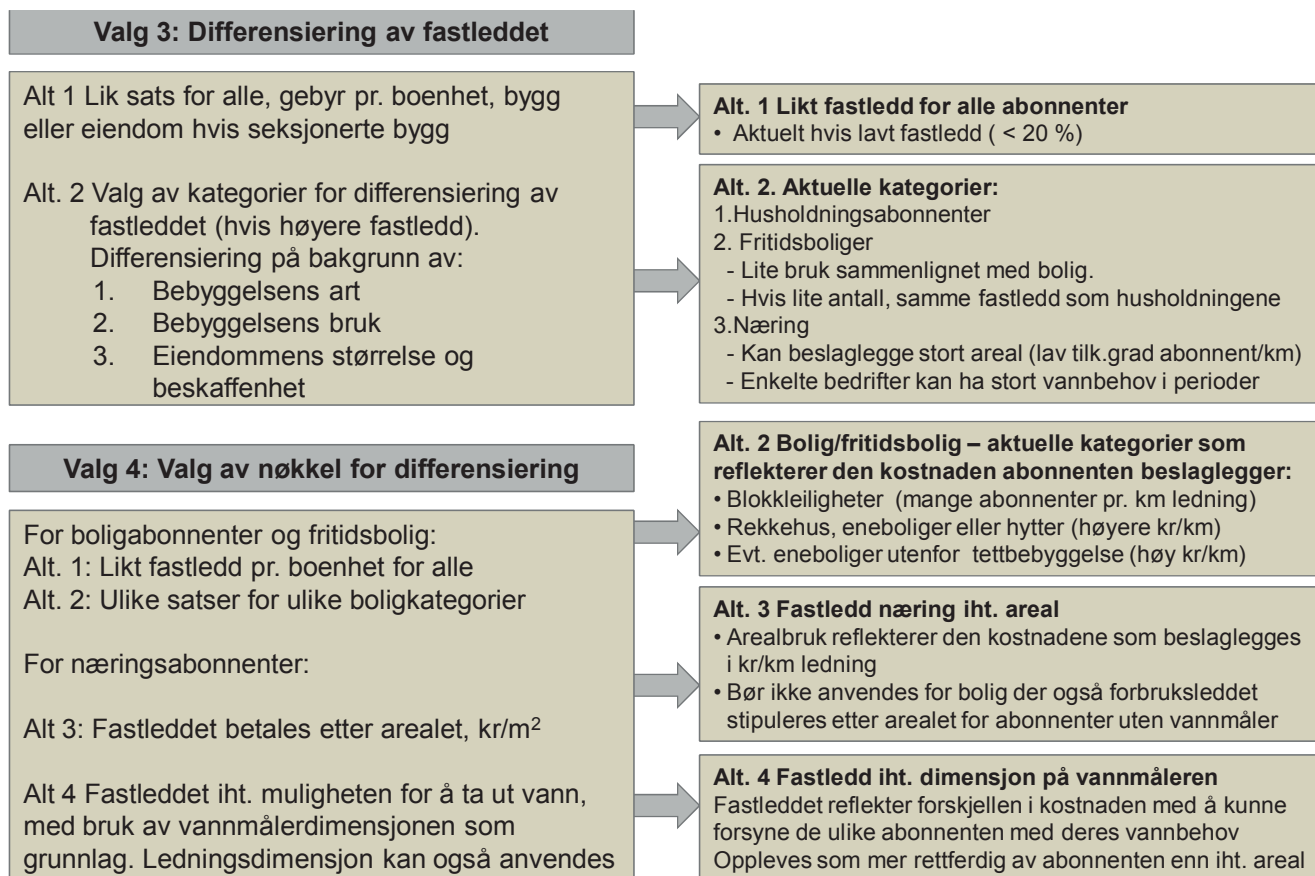 Valg 3: Differensiering av fastleddet
Alt 1 Lik sats for alle, gebyr pr. boenhet, bygg
eller eiendom hvis seksjonerte bygg
Alt. 2 Valg av kategorier for differensiering av
fastleddet (hvis høyere fastledd).
Differensiering på bakgrunn av:
1. Bebyggelsens art
2. Bebyggelsens bruk
3. Eiendommens størrelse og
beskaffenhet
Alt. 1 Likt fastledd for alle abonnenter
• Aktuelt hvis lavt fastledd ( < 20 %)
Alt. 2. Aktuelle kategorier:
1.Husholdningsabonnenter
2. Fritidsboliger
- Lite bruk sammenlignet med bolig.
- Hvis lite antall, samme fastledd som husholdningene
3.Næring
- Kan beslaglegge stort areal (lav tilk.grad abonnent/km)
- Enkelte bedrifter kan ha stort vannbehov i perioder
Valg 4: Valg av nøkkel for differensiering
For boligabonnenter og fritidsbolig:
Alt. 1: Likt fastledd pr. boenhet for alle
Alt. 2: Ulike satser for ulike boligkategorier
For næringsabonnenter:
Alt 3: Fastleddet betales etter arealet, kr/m²
Alt 4 Fastleddet iht. muligheten for å ta ut vann,
med bruk av vannmålerdimensjonen som
grunnlag. Ledningsdimensjon kan også anvendes
Alt. 2 Bolig/fritidsbolig – aktuelle kategorier som
reflekterer den kostnaden abonnenten beslaglegger:
• Blokkleiligheter (mange abonnenter pr. km ledning)
• Rekkehus, eneboliger eller hytter (høyere kr/km)
• Evt. eneboliger utenfor tettbebyggelse (høy kr/km)
Alt. 3 Fastledd næring iht. areal
• Arealbruk reflekterer den kostnadene som beslaglegges
i kr/km ledning
• Bør ikke anvendes for bolig der også forbruksleddet
stipuleres etter arealet for abonnenter uten vannmåler
Alt. 4 Fastledd iht. dimensjon på vannmåleren
Fastleddet reflekter forskjellen i kostnaden med å kunne
forsyne de ulike abonnenten med deres vannbehov
Oppleves som mer rettferdig av abonnenten enn iht. areal